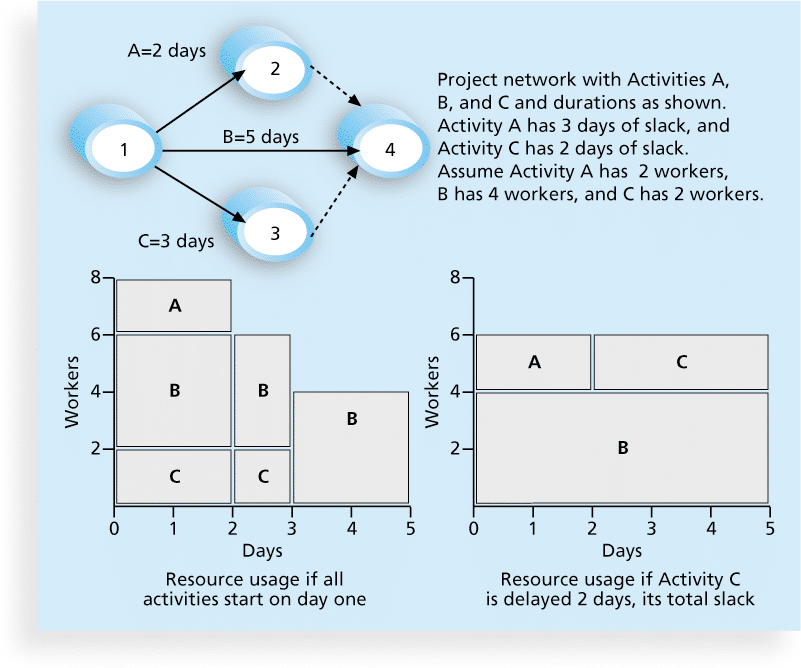 A=2 days
2
Project network with Activities A,
B, and C and durations as shown.
Activity A has 3 days of slack, and
Activity C has 2 days of slack.
Assume Activity A has 2 workers,
B has 4 workers, and C has 2 workers.
1
B=5 days
4
C=3 days
3
8
A
6
Workers
B
B
4
B
2
C
C
0 1 2 3 4 5
Days
Resource usage if all
activities start on day one
8
6
Workers
A
C
4
2
B
0 1 2 3 4 5
Days
Resource usage if Activity C
is delayed 2 days, its total slack